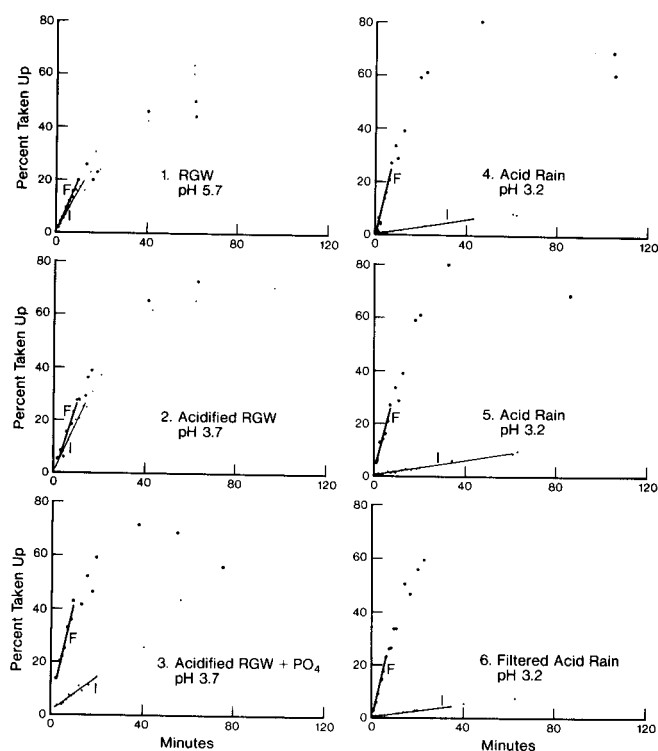 Percent Taken Up
80
60
40
20
0
F
I
1. RGW
pH 5.7
0 40 80 120
80
60
40
20
0
F
I
4. Acid Rain
pH 3.2
0 40 80 120
Percent Taken Up
80
60
40
20
0
F
I
2. Acidified RGW
pH 3.7
0 40 80 120
80
60
40
20
0
F
I
5. Acid Rain
pH 3.2
0 40 80 120
Percent Taken Up
80
60
40
20
0
F
I
3. Acidified RGW + PO₄
pH 3.7
0 40 80 120
Minutes
80
60
40
20
0
F
I
6. Filtered Acid Rain
pH 3.2
0 40 80 120
Minutes